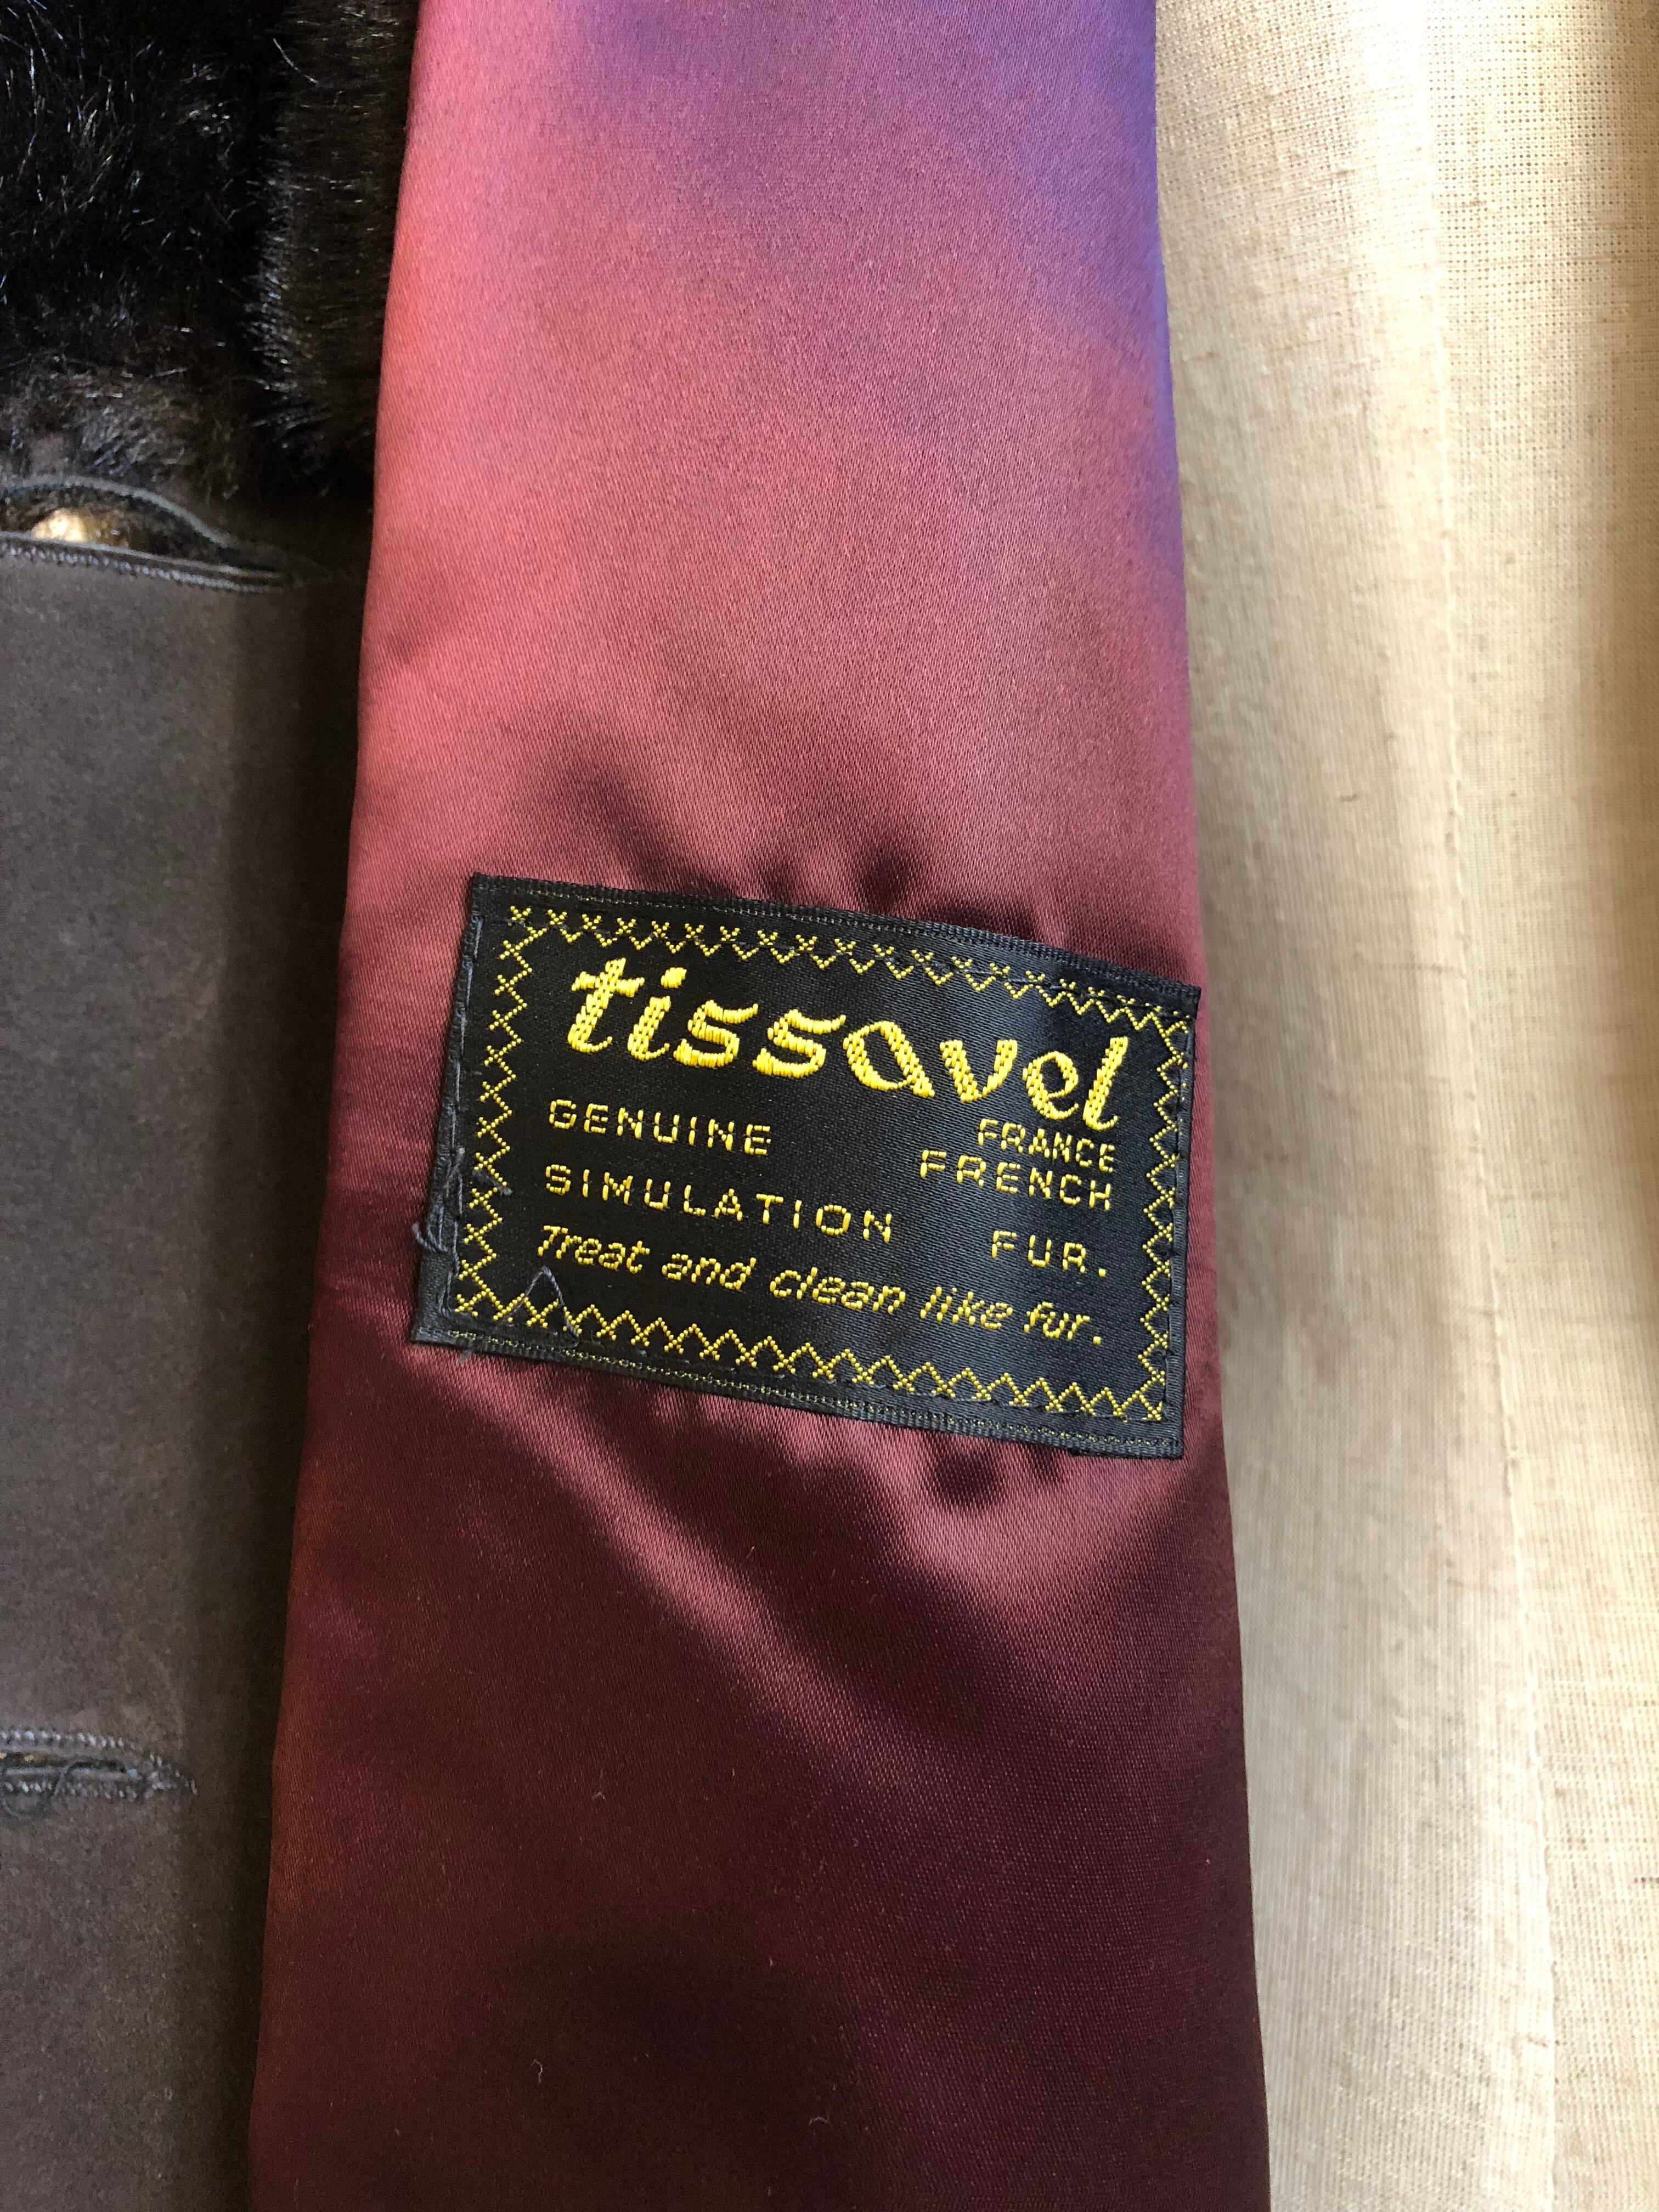 tissavel
FRANCE
GENUINE FRENCH
SIMULATION FUR.
Treat and clean like fur.